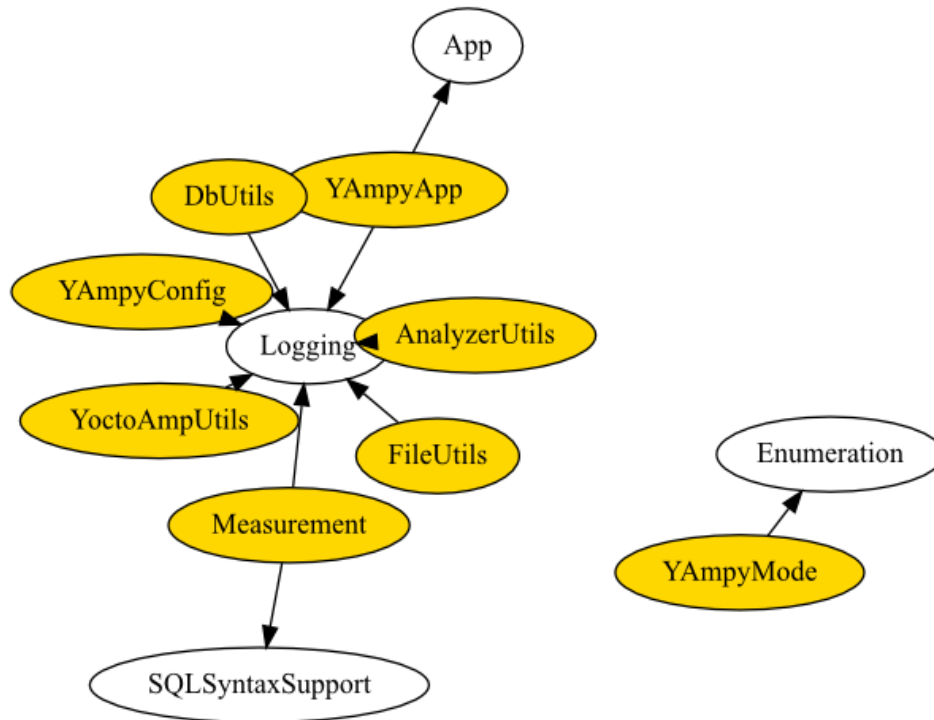 App
YAmpyApp
DbUtils
YAmpyConfig
AnalyzerUtils
Logging
YoctoAmpUtils
FileUtils
Enumeration
Measurement
YAmpyMode
SQLSyntaxSupport